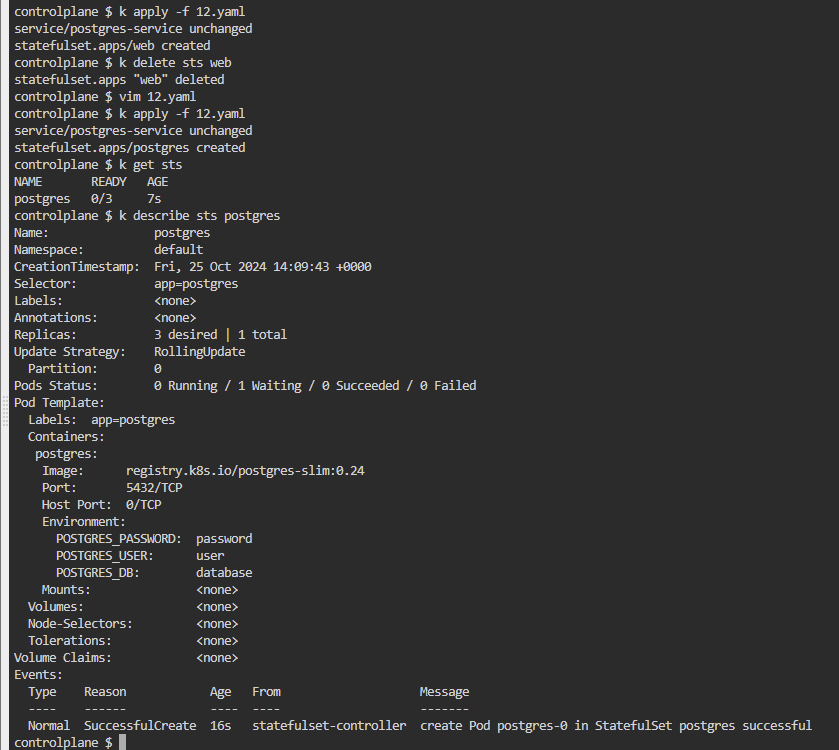 controlplane $ k apply -f 12.yaml
service/postgres-service unchanged
statefulset.apps/web created
controlplane $ k delete sts web
statefulset.apps "web" deleted
controlplane $ vim 12.yaml
controlplane $ k apply -f 12.yaml
service/postgres-service unchanged
statefulset.apps/postgres created
controlplane $ k get sts
NAME       READY   AGE
postgres   0/3     7s
controlplane $ k describe sts postgres
Name:               postgres
Namespace:          default
CreationTimestamp:  Fri, 25 Oct 2024 14:09:43 +0000
Selector:           app=postgres
Labels:             <none>
Annotations:        <none>
Replicas:           3 desired | 1 total
Update Strategy:    RollingUpdate
  Partition:        0
Pods Status:        0 Running / 1 Waiting / 0 Succeeded / 0 Failed
Pod Template:
  Labels:  app=postgres
  Containers:
   postgres:
    Image:      registry.k8s.io/postgres-slim:0.24
    Port:       5432/TCP
    Host Port:  0/TCP
    Environment:
      POSTGRES_PASSWORD:  password
      POSTGRES_USER:      user
      POSTGRES_DB:        database
    Mounts:               <none>
  Volumes:                <none>
  Node-Selectors:         <none>
  Tolerations:            <none>
Volume Claims:            <none>
Events:
  Type    Reason            Age   From                    Message
  ----    ------            ----  ----                    -------
  Normal  SuccessfulCreate  16s   statefulset-controller  create Pod postgres-0 in StatefulSet postgres successful
controlplane $